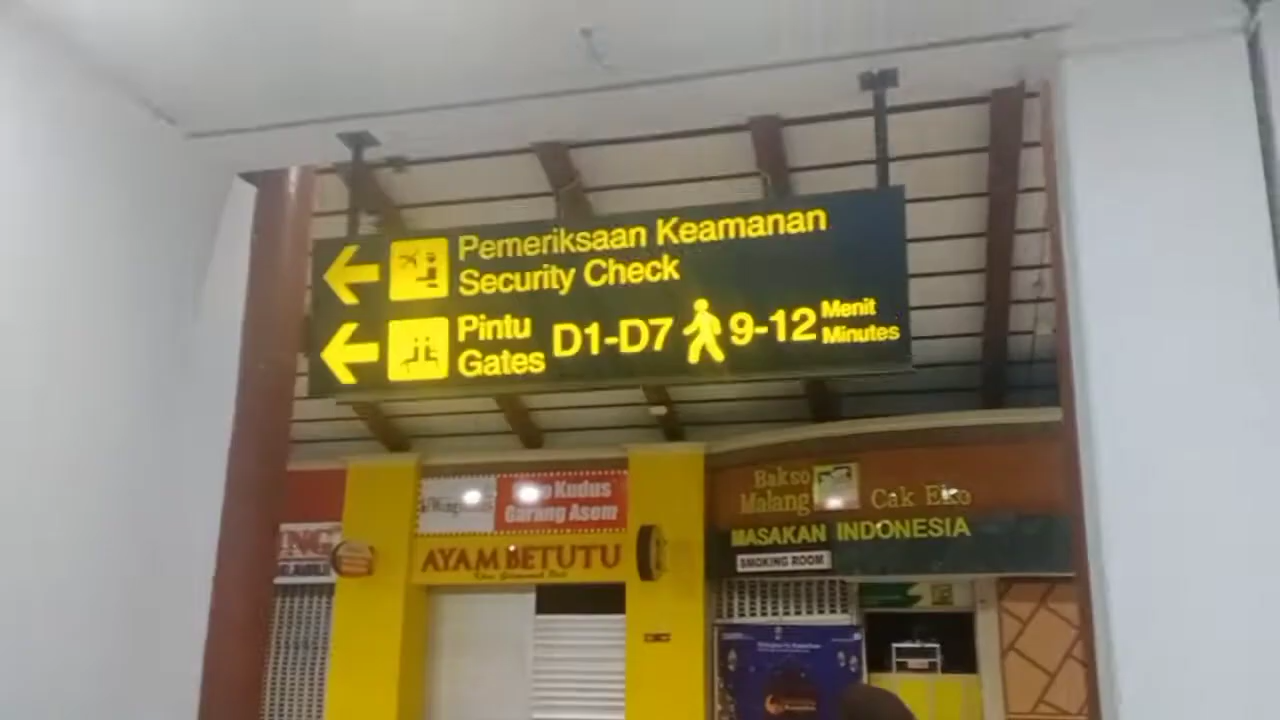 Pemeriksaan Keamanan
Security Check
Pintu
Gates
D1-D7
9-12
Menit
Minutes
Kudus
Garang Asem
AYAM BETUTU
Bakso
Malang
Cak Eko
MASAKAN INDONESIA
SMOKING ROOM